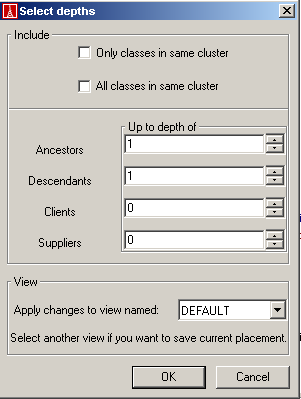 Select depths
Include
Only classes in same cluster
All classes in same cluster
Up to depth of
Ancestors 1
Descendants 1
Clients 0
Suppliers 0
View
Apply changes to view named: DEFAULT
Select another view if you want to save current placement.
OK Cancel